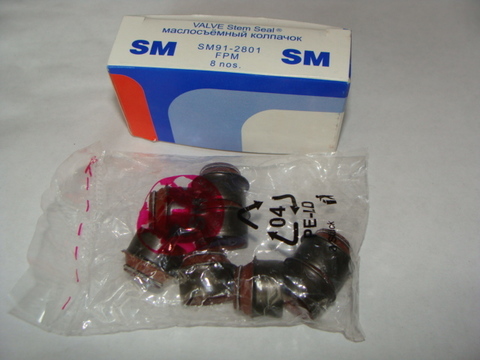 VALVE Stem Seal®
маслосъёмный колпачок
SM
SM91-2801
FPM
8 nos.
SM
04
PE-LD